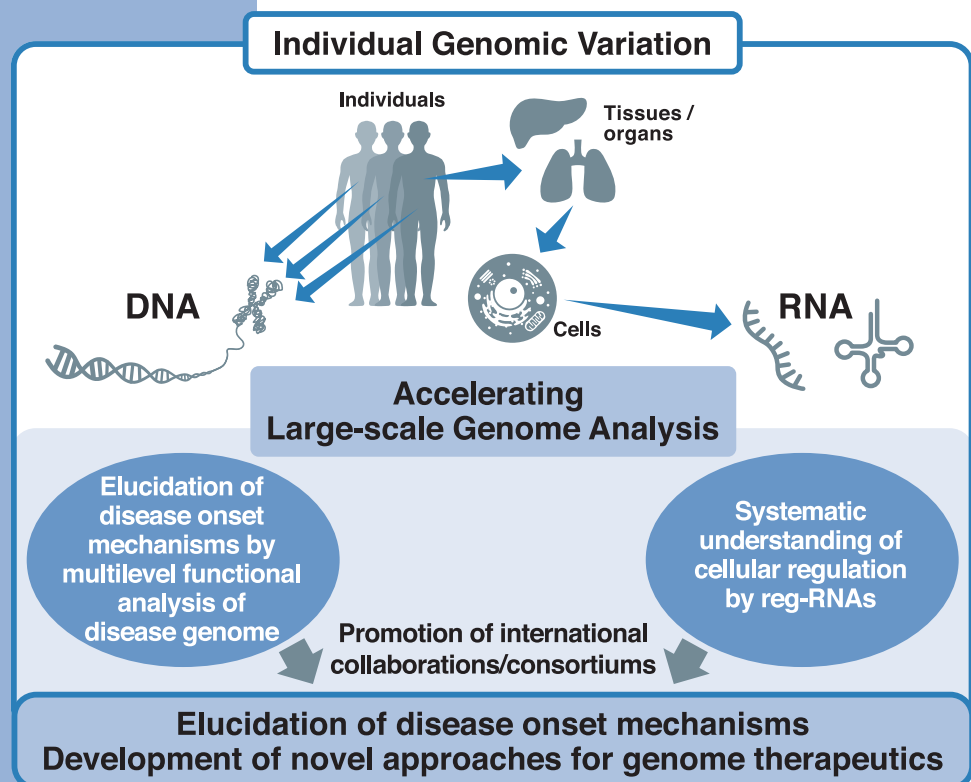 Individual Genomic Variation
Individuals
Tissues /
organs
DNA
Cells
RNA
Accelerating
Large-scale Genome Analysis
Elucidation of
disease onset
mechanisms by
multilevel functional
analysis of
disease genome
Systematic
understanding of
cellular regulation
by reg-RNAs
Promotion of international
collaborations/consortiums
Elucidation of disease onset mechanisms
Development of novel approaches for genome therapeutics